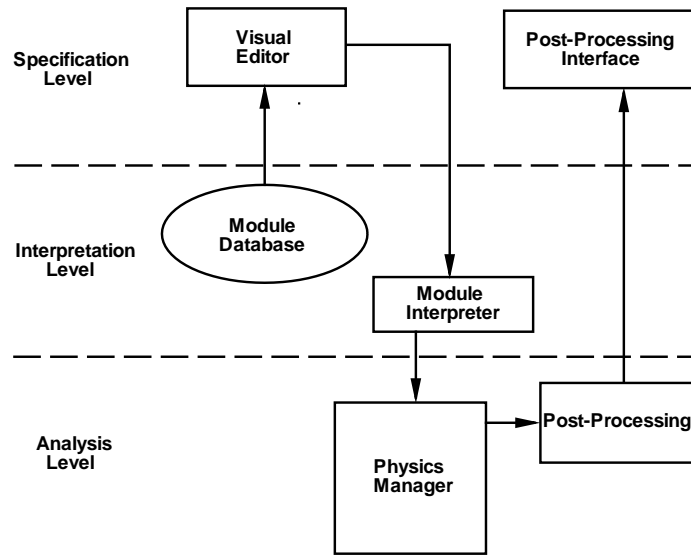 Specification
Level
Visual
Editor
Post-Processing
Interface
Interpretation
Level
Module
Database
Module
Interpreter
Analysis
Level
Physics
Manager
Post-Processing